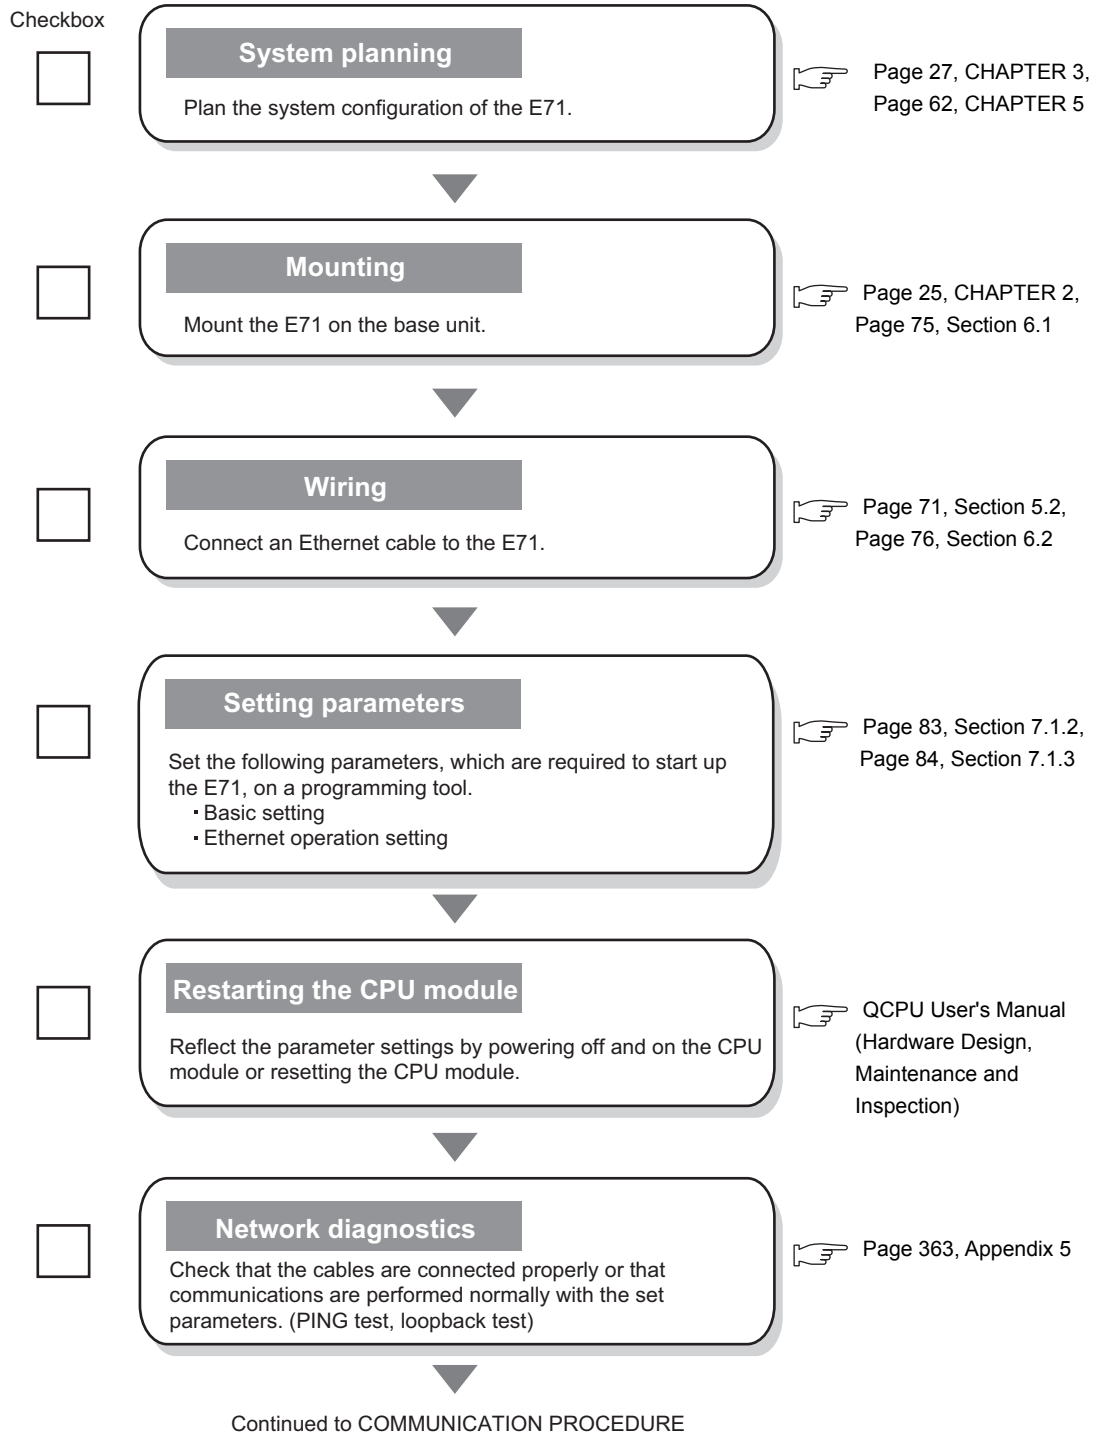 Checkbox
System planning
Plan the system configuration of the E71.
Page 27, CHAPTER 3,
Page 62, CHAPTER 5
Mounting
Mount the E71 on the base unit.
Page 25, CHAPTER 2,
Page 75, Section 6.1
Wiring
Connect an Ethernet cable to the E71.
Page 71, Section 5.2,
Page 76, Section 6.2
Setting parameters
Set the following parameters, which are required to start up
the E71, on a programming tool.
· Basic setting
· Ethernet operation setting
Page 83, Section 7.1.2,
Page 84, Section 7.1.3
Restarting the CPU module
Reflect the parameter settings by powering off and on the CPU
module or resetting the CPU module.
QCPU User's Manual
(Hardware Design,
Maintenance and
Inspection)
Network diagnostics
Check that the cables are connected properly or that
communications are performed normally with the set
parameters. (PING test, loopback test)
Page 363, Appendix 5
Continued to COMMUNICATION PROCEDURE